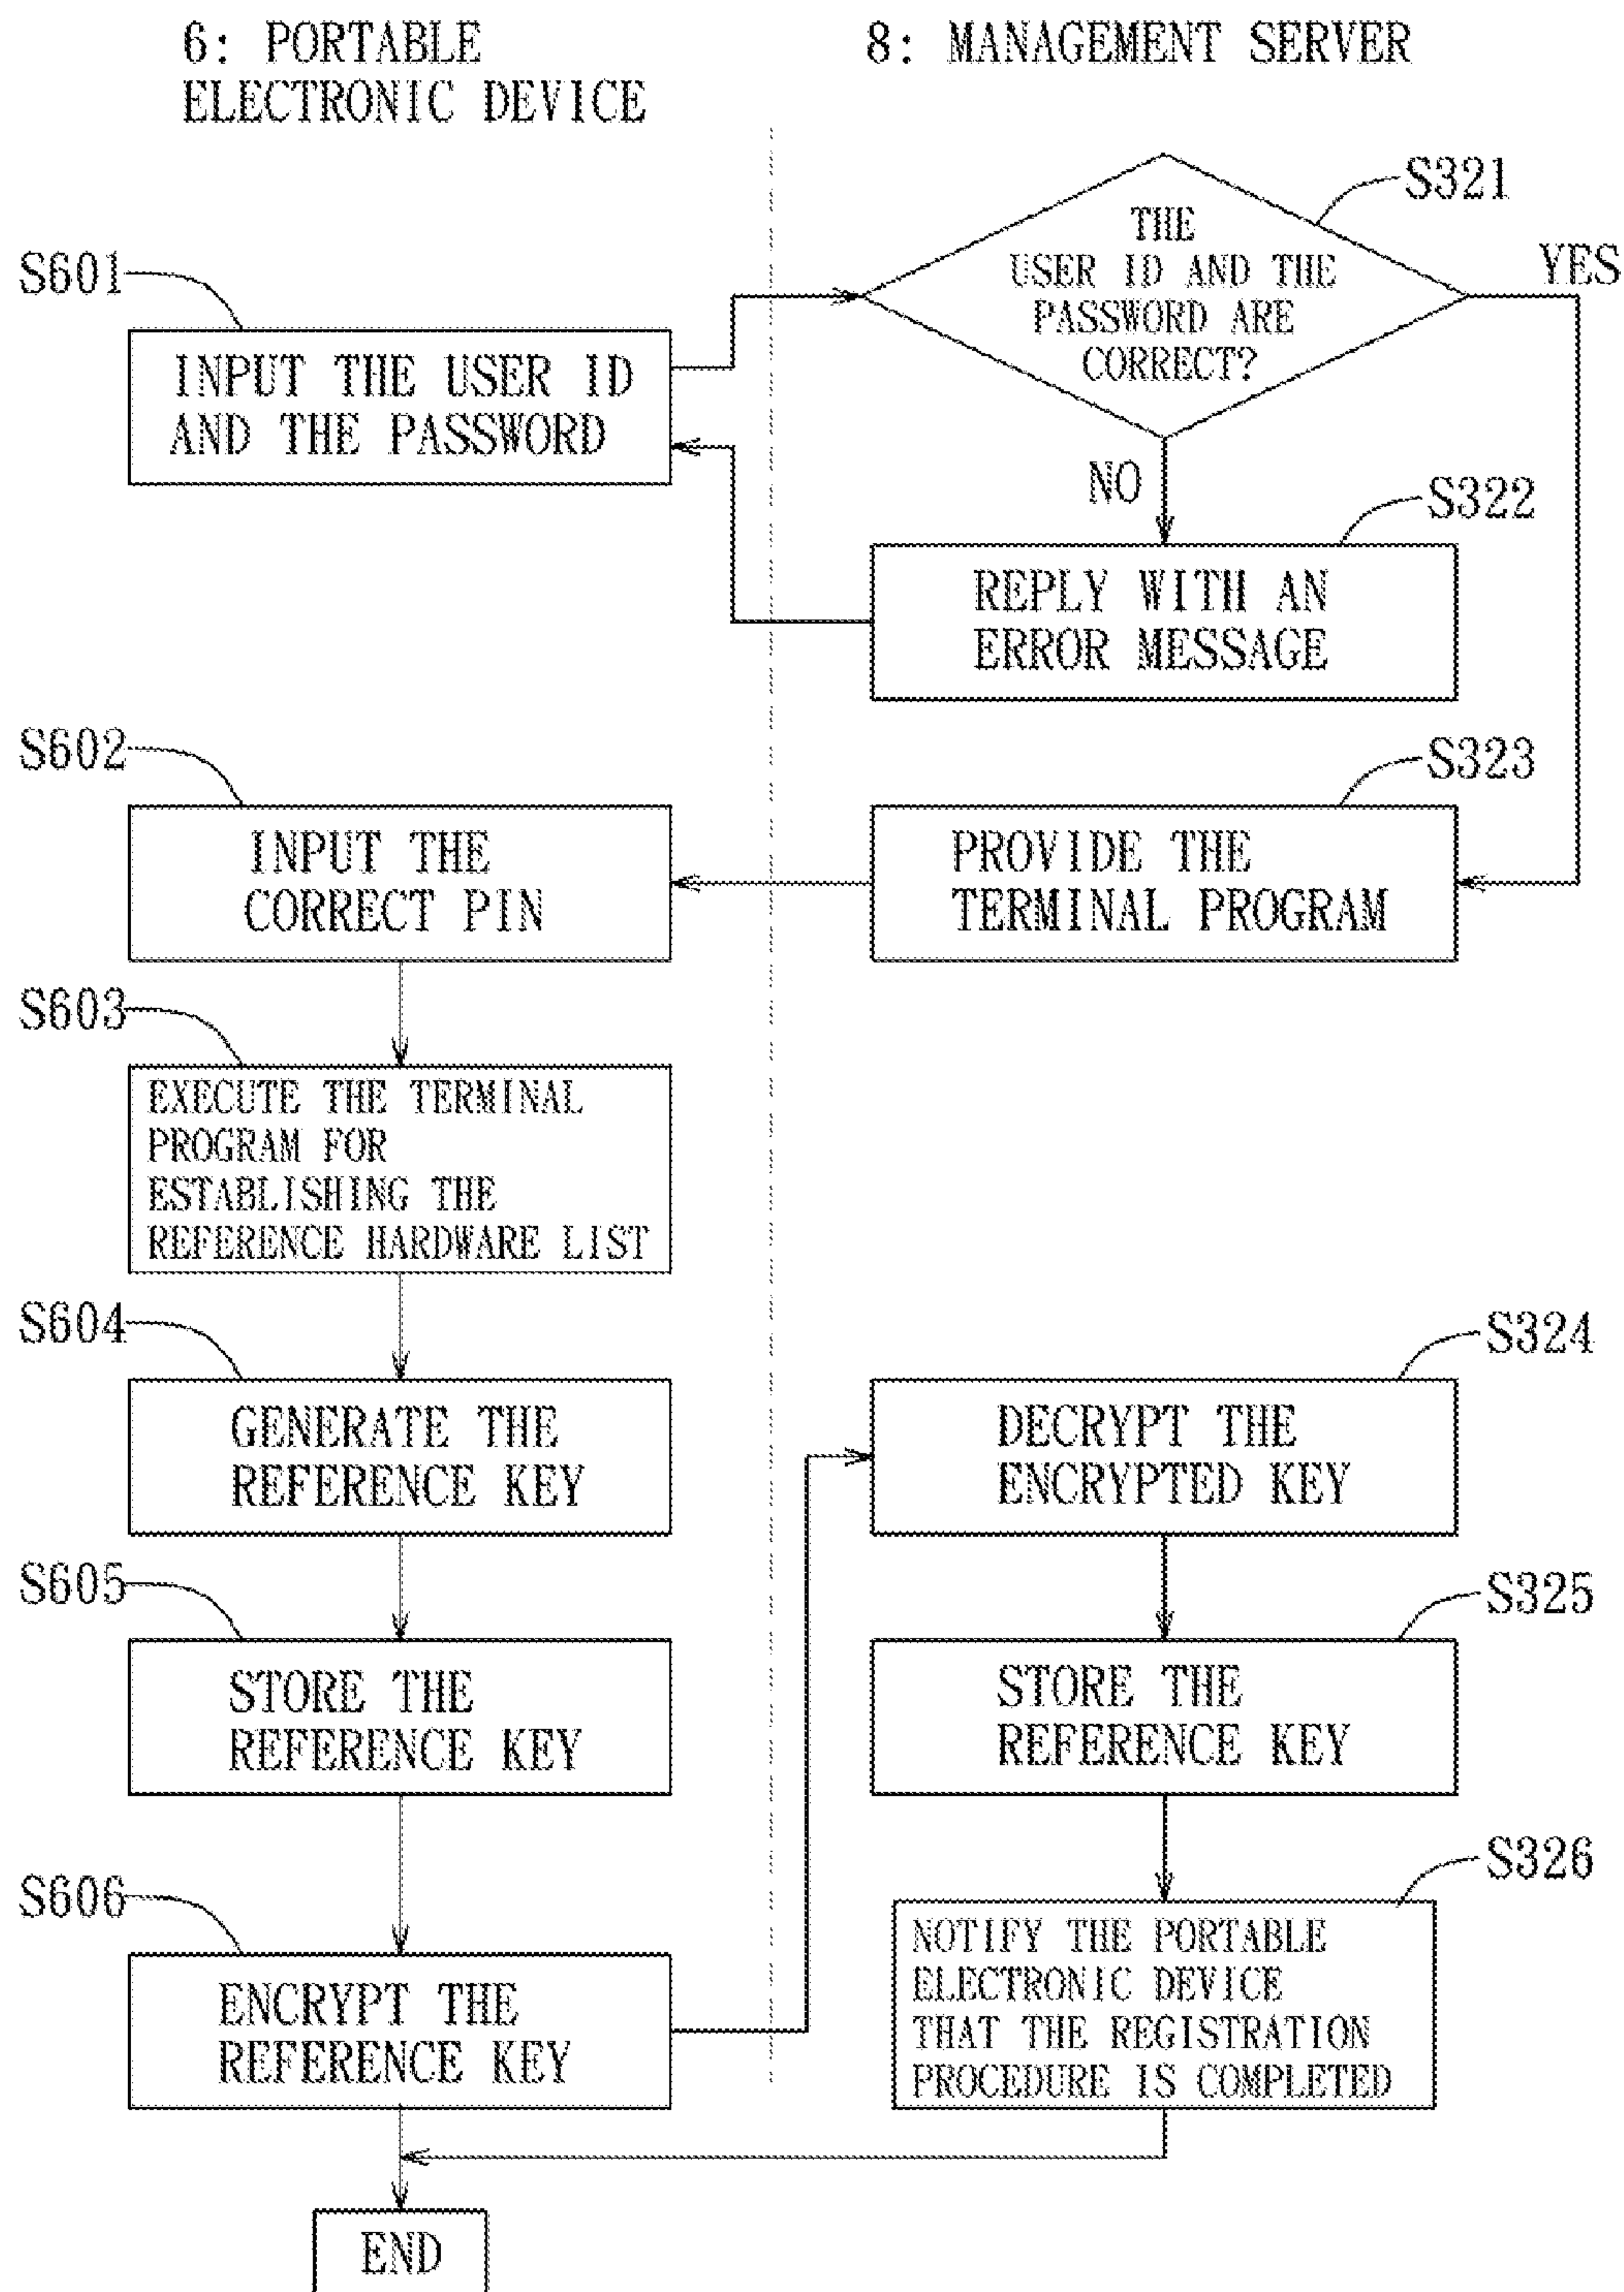 6: PORTABLE
ELECTRONIC DEVICE
8: MANAGEMENT SERVER
S321
THE
USER ID AND THE
PASSWORD ARE
CORRECT?
YES
S601
INPUT THE USER ID
AND THE PASSWORD
NO
S322
REPLY WITH AN
ERROR MESSAGE
S602
INPUT THE
CORRECT PIN
S323
PROVIDE THE
TERMINAL PROGRAM
S603
EXECUTE THE TERMINAL
PROGRAM FOR
ESTABLISHING THE
REFERENCE HARDWARE LIST
S604
GENERATE THE
REFERENCE KEY
S324
DECRYPT THE
ENCRYPTED KEY
S605
STORE THE
REFERENCE KEY
S325
STORE THE
REFERENCE KEY
S606
ENCRYPT THE
REFERENCE KEY
S326
NOTIFY THE PORTABLE
ELECTRONIC DEVICE
THAT THE REGISTRATION
PROCEDURE IS COMPLETED
END